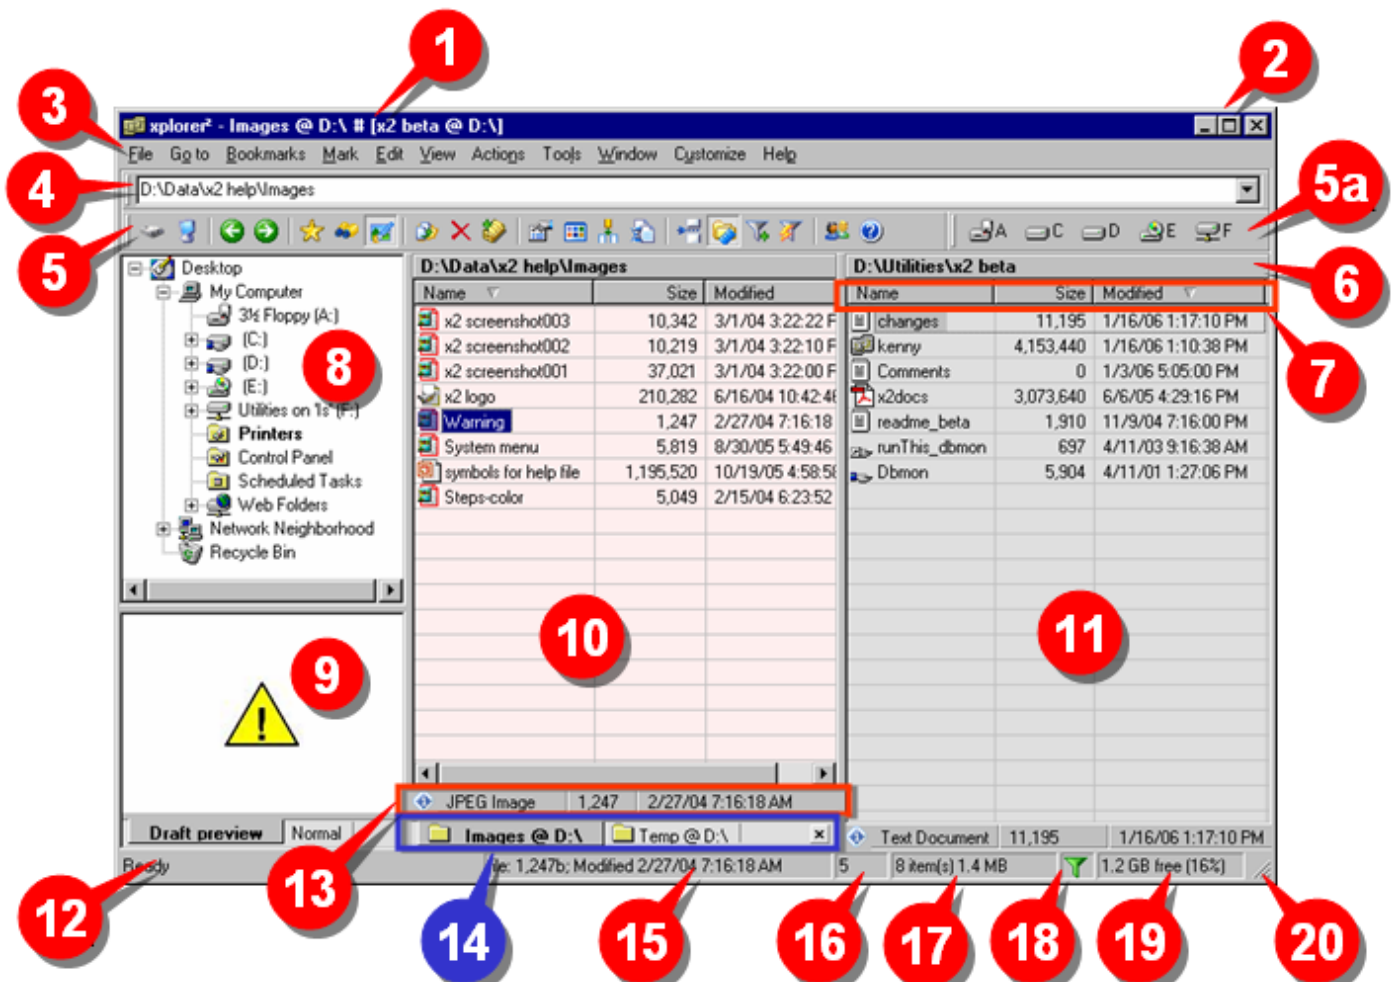 1
2
3
xplorer² - Images @ D:\ # [x2 beta @ D:\]
File Go to Bookmarks Mark Edit View Actions Tools Window Customize Help
4
D:\Data\x2 help\Images
5a
5
A C D E F
6
Desktop
My Computer
3½ Floppy (A:)
(C:)
(D:)
(E:)
Utilities on '1s' (F:)
Printers
Control Panel
Scheduled Tasks
Web Folders
Network Neighborhood
Recycle Bin
8
D:\Data\x2 help\Images
Name Size Modified
x2 screenshot003 10,342 3/1/04 3:22:22 P
x2 screenshot002 10,219 3/1/04 3:22:10 P
x2 screenshot001 37,021 3/1/04 3:22:00 P
x2 logo 210,282 6/16/04 10:42:48
Warning 1,247 2/27/04 7:16:18
System menu 5,819 8/30/05 5:49:46
symbols for help file 1,195,520 10/19/05 4:58:58
Steps-color 5,049 2/15/04 6:23:52
10
D:\Utilities\x2 beta
Name Size Modified
changes 11,195 1/16/06 1:17:10 PM
kenny 4,153,440 1/16/06 1:10:38 PM
Comments 0 1/3/06 5:05:00 PM
x2docs 3,073,640 6/6/05 4:29:16 PM
readme_beta 1,910 11/9/04 7:16:00 PM
runThis_dbmon 697 4/11/03 9:16:38 AM
Dbmon 5,904 4/11/01 1:27:06 PM
7
11
9
Draft preview Normal
JPEG Image 1,247 2/27/04 7:16:18 AM
Images @ D:\ Temp @ D:\
Text Document 11,195 1/16/06 1:17:10 PM
Ready
ile: 1,247b; Modified 2/27/04 7:16:18 AM 5 8 item(s) 1.4 MB 1.2 GB free (16%)
12
13
14
15
16
17
18
19
20